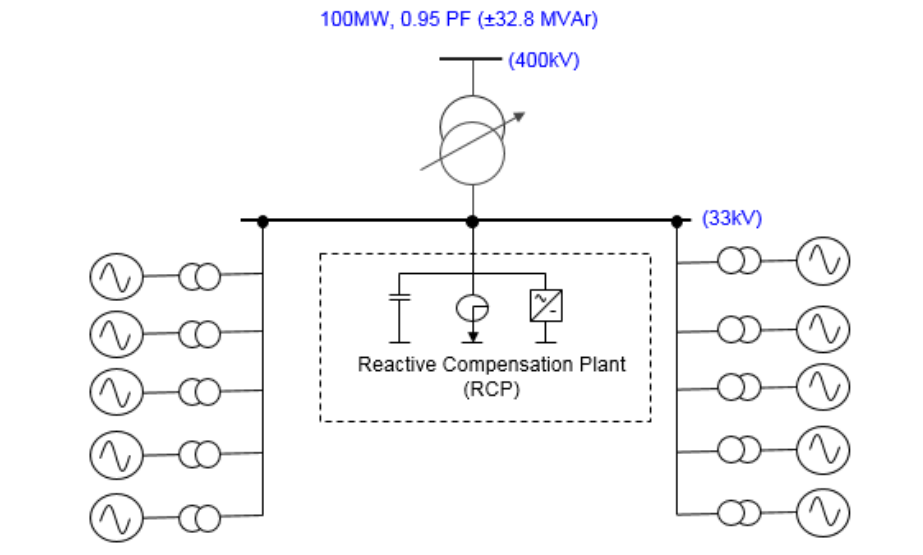 100MW, 0.95 PF (±32.8 MVAr)
(400kV)
(33kV)
Reactive Compensation Plant
(RCP)